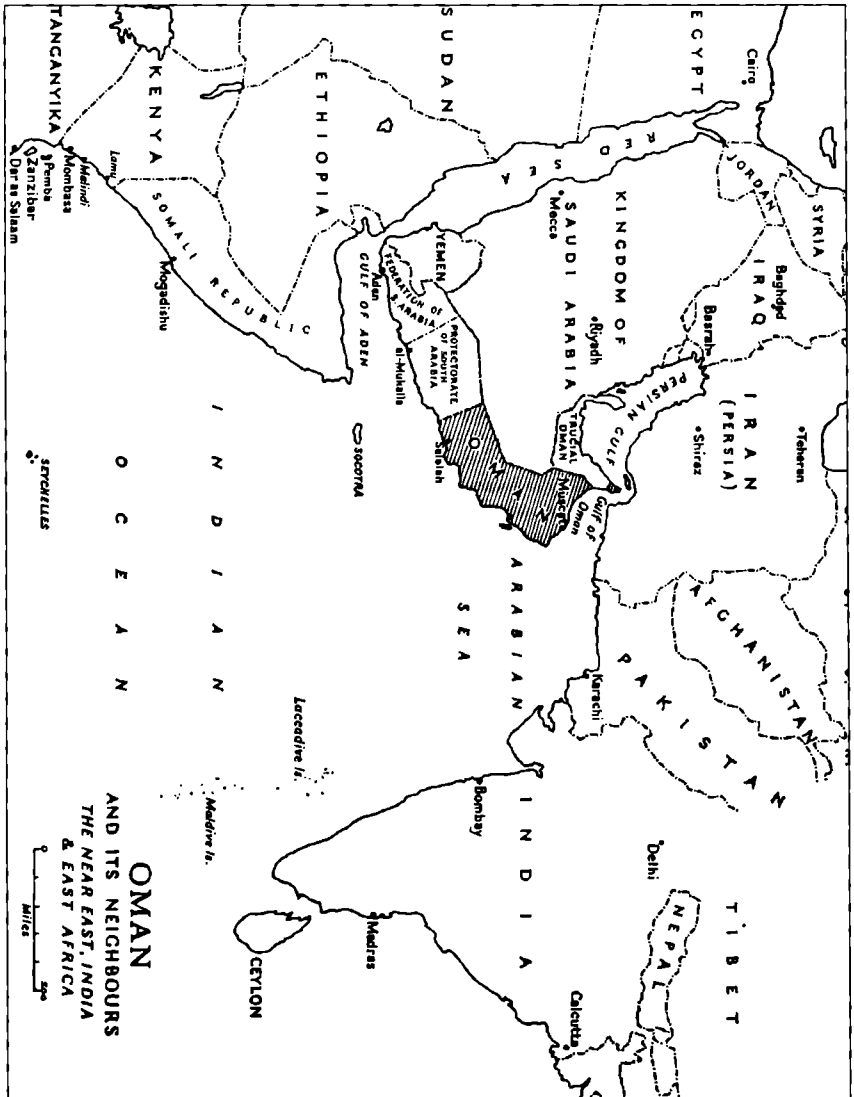 EGYPT
Cairo
SYRIA
JORDAN
IRAQ
Baghdad
Basrah
IRAN
(PERSIA)
Teheran
Shiraz
AFGHANISTAN
PAKISTAN
Karachi
TIBET
NEPAL
Delhi
INDIA
Calcutta
Bombay
Madras
CEYLON
SUDAN
RED SEA
KINGDOM OF
SAUDI ARABIA
Mecca
Riyadh
PERSIAN GULF
TRUCIAL
OMAN
Gulf of
Oman
Muscat
OMAN
Salalah
YEMEN
FEDERATION OF
S. ARABIA
PROTECTORATE
OF SOUTH
ARABIA
Aden
al-Mukalla
GULF OF ADEN
SOCOTRA
ARABIAN
SEA
ETHIOPIA
SOMALI REPUBLIC
Mogadishu
KENYA
Lamu
Malindi
Mombasa
Pemba
Zanzibar
Dar es Salaam
TANGANYIKA
INDIAN
OCEAN
SEYCHELLES
Laccadive Is.
Maldive Is.
OMAN
AND ITS NEIGHBOURS
THE NEAR EAST, INDIA
& EAST AFRICA
0 500
Miles